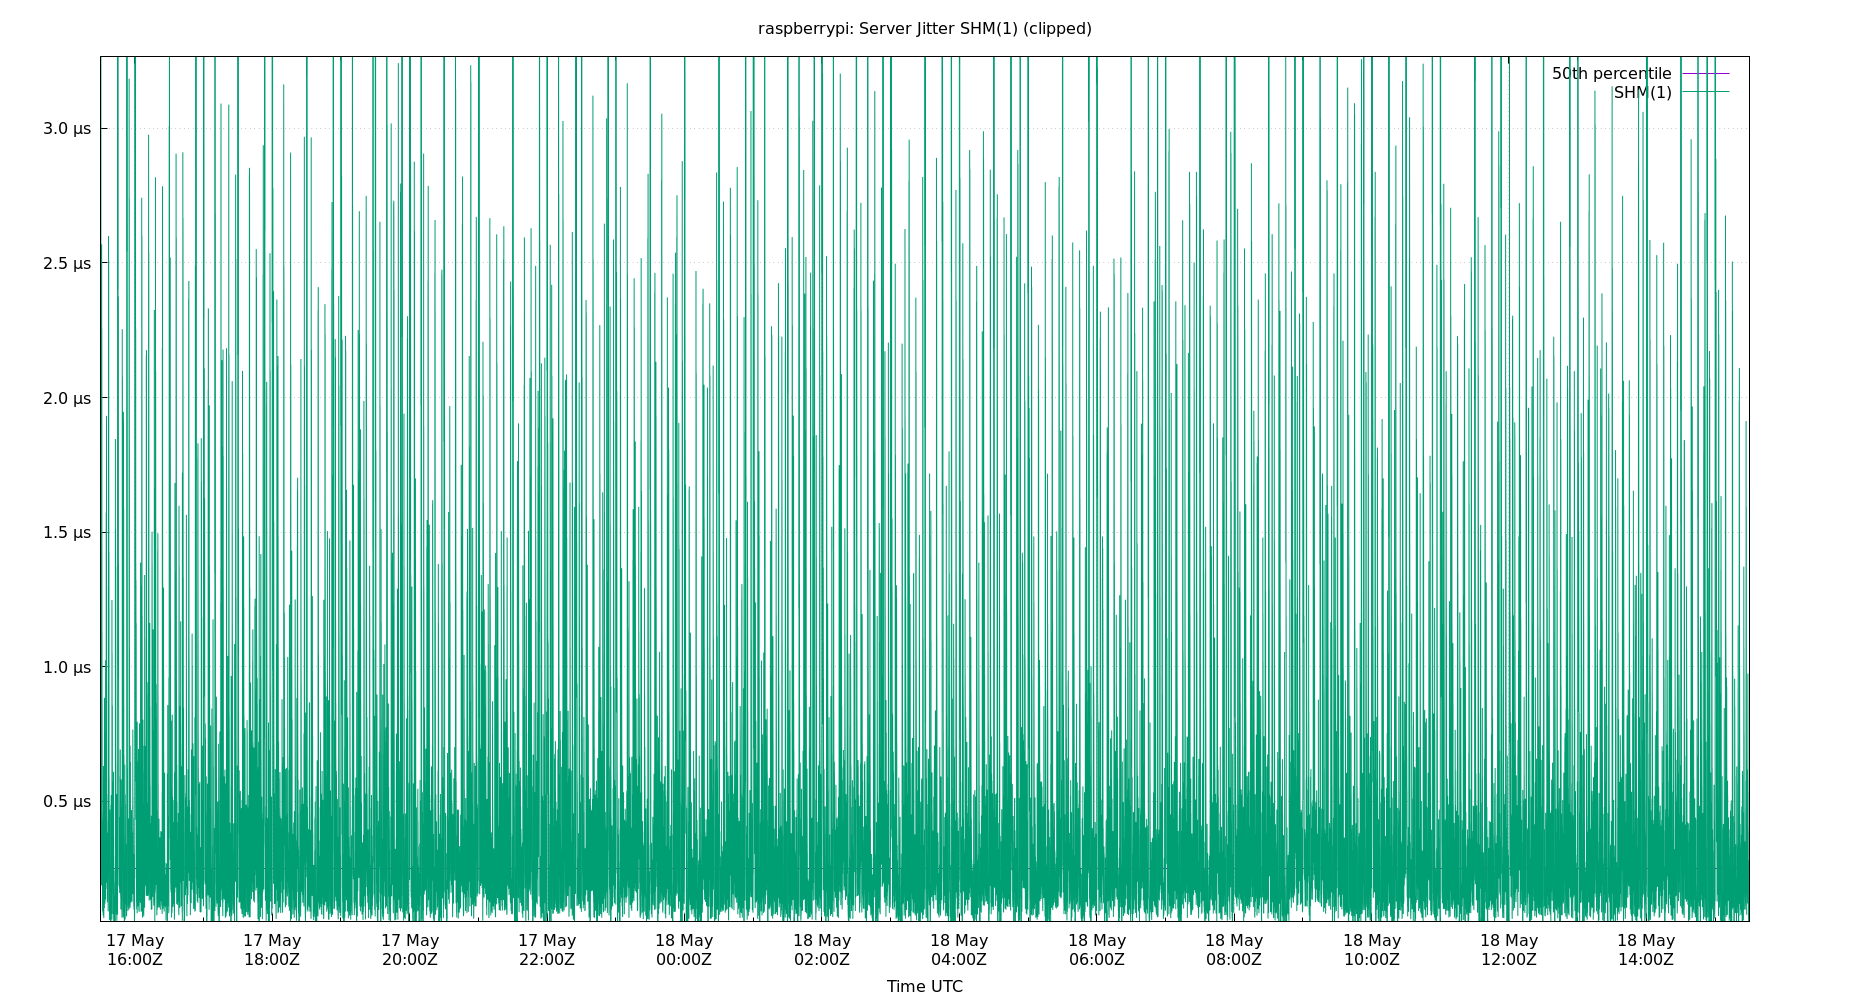 raspberrypi: Server Jitter SHM(1) (clipped)
50th percentile
SHM(1)
3.0 µs
2.5 µs
2.0 µs
1.5 µs
1.0 µs
0.5 µs
17 May 17 May 17 May 17 May 18 May 18 May 18 May 18 May 18 May 18 May 18 May 18 May
16:00Z 18:00Z 20:00Z 22:00Z 00:00Z 02:00Z 04:00Z 06:00Z 08:00Z 10:00Z 12:00Z 14:00Z
Time UTC